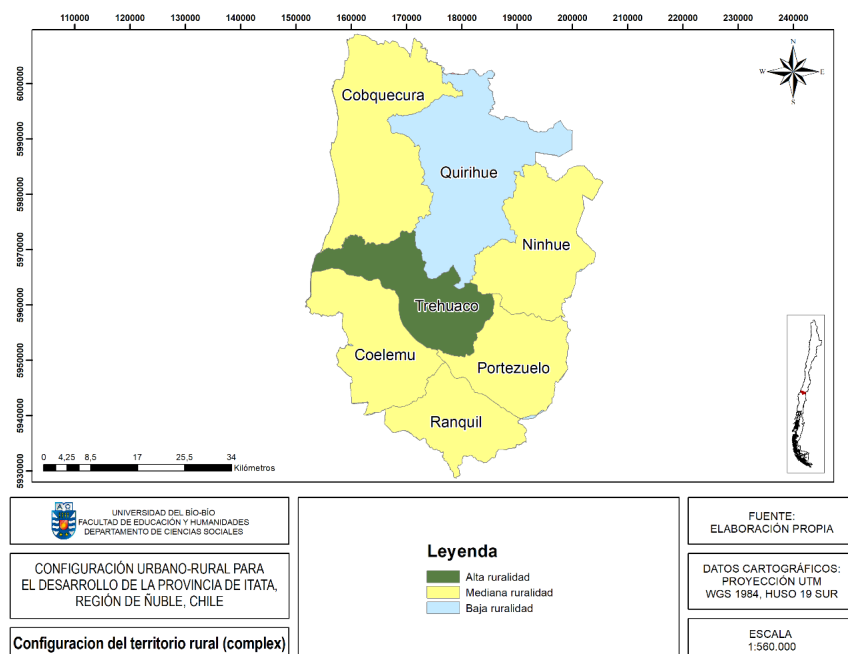 110000 120000 130000 140000 150000 160000 170000 180000 190000 200000 210000 220000 230000 240000
6000000
5990000
5980000
5970000
5960000
5950000
5940000
5930000
N
W E
S
Cobquecura
Quirihue
Ninhue
Trehuaco
Coelemu
Portezuelo
Ranquil
0 4,25 8,5 17 25,5 34
Kilómetros
UNIVERSIDAD DEL BÍO-BÍO
FACULTAD DE EDUCACIÓN Y HUMANIDADES
DEPARTAMENTO DE CIENCIAS SOCIALES
CONFIGURACIÓN URBANO-RURAL PARA
EL DESARROLLO DE LA PROVINCIA DE ITATA,
REGIÓN DE ÑUBLE, CHILE
Configuracion del territorio rural (complex)
Leyenda
Alta ruralidad
Mediana ruralidad
Baja ruralidad
FUENTE:
ELABORACIÓN PROPIA
DATOS CARTOGRÁFICOS:
PROYECCIÓN UTM
WGS 1984, HUSO 19 SUR
ESCALA
1:560.000